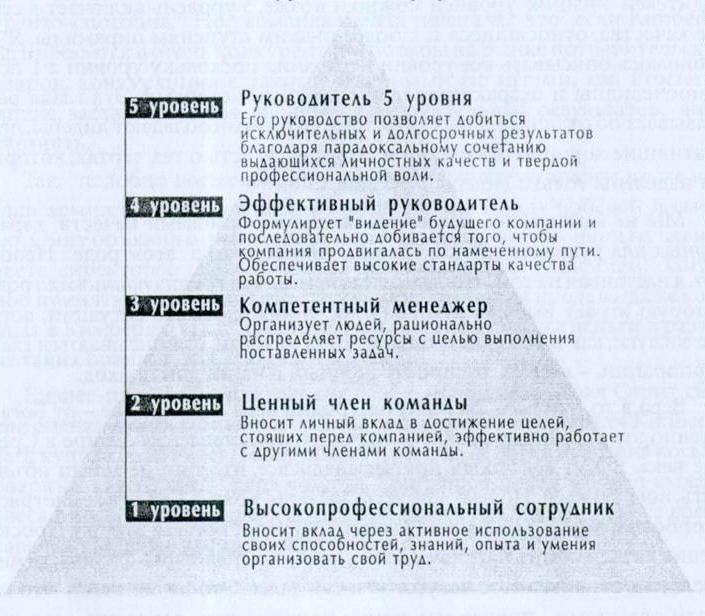 5 уровень
Руководитель 5 уровня
Его руководство позволяет добиться
исключительных и долгосрочных результатов
благодаря парадоксальному сочетанию
выдающихся личностных качеств и твердой
профессиональной воли.
4 уровень
Эффективный руководитель
Формулирует "видение" будущего компании и
последовательно добивается того, чтобы
компания продвигалась по намеченному пути.
Обеспечивает высокие стандарты качества
работы.
3 уровень
Компетентный менеджер
Организует людей, рационально
распределяет ресурсы с целью выполнения
поставленных задач.
2 уровень
Ценный член команды
Вносит личный вклад в достижение целей,
стоящих перед компанией, эффективно работает
с другими членами команды.
1 уровень
Высокопрофессиональный сотрудник
Вносит вклад через активное использование
своих способностей, знаний, опыта и умения
организовать свой труд.